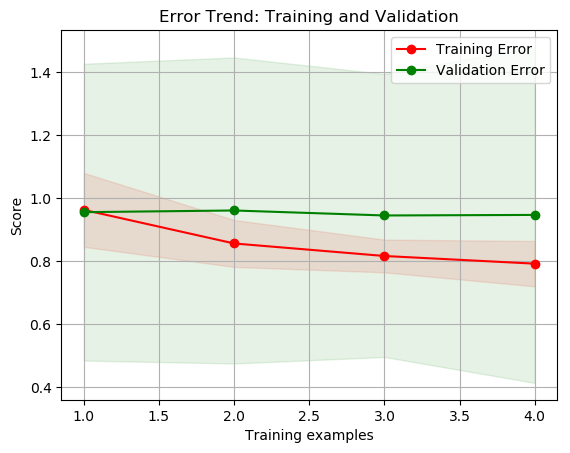 Error Trend: Training and Validation
Training Error
Validation Error
Score
1.4
1.2
1.0
0.8
0.6
0.4
1.0 1.5 2.0 2.5 3.0 3.5 4.0
Training examples